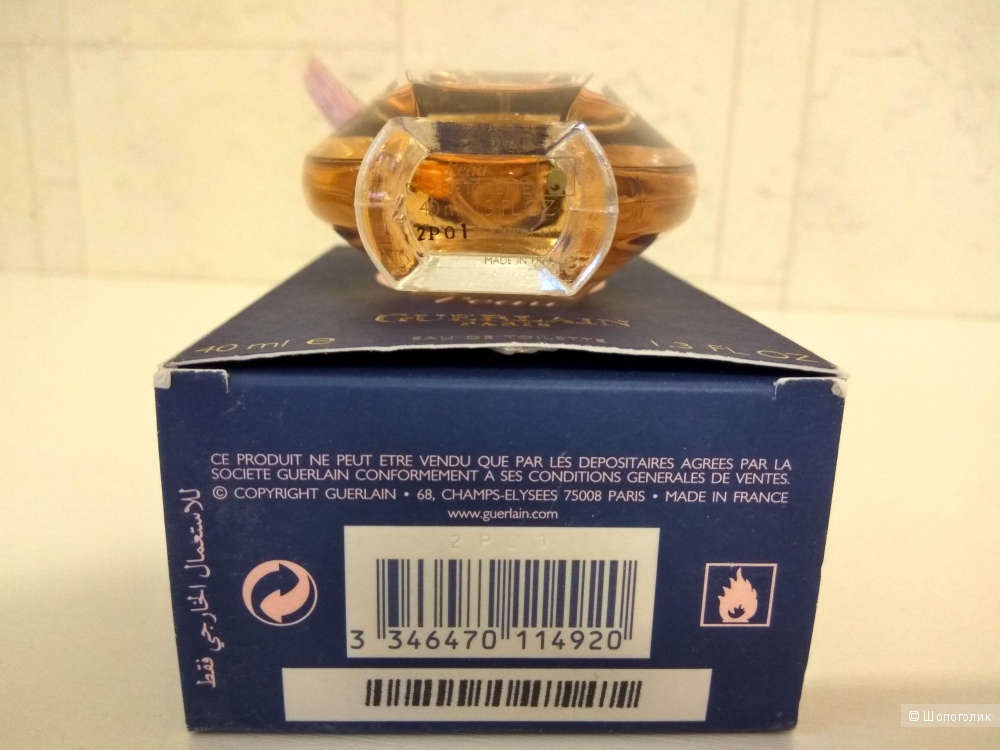 40ml
2P01
MADE IN FRANCE
l'eau
GUERLAIN
PARIS
EAU DE TOILETTE
40 ml e
1.3 FL OZ
CE PRODUIT NE PEUT ETRE VENDU QUE PAR LES DEPOSITAIRES AGREES PAR LA
SOCIETE GUERLAIN CONFORMEMENT A SES CONDITIONS GENERALES DE VENTES.
© COPYRIGHT GUERLAIN • 68, CHAMPS-ELYSEES 75008 PARIS • MADE IN FRANCE
www.guerlain.com
للاستعمال الخارجي فقط
2P01
3 346470 114920
© Шопоголик